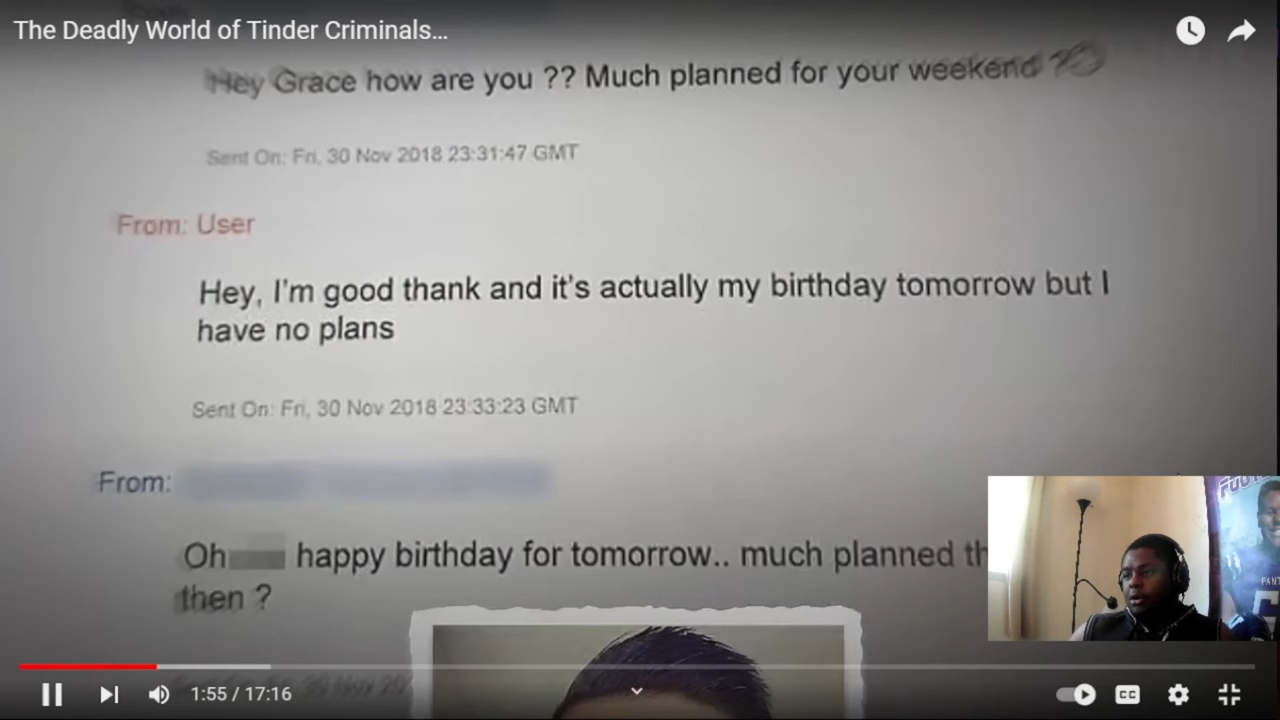 The Deadly World of Tinder Criminals...
Hey Grace how are you ?? Much planned for your weekend
Sent On: Fri, 30 Nov 2018 23:31:47 GMT
From: User
Hey, I'm good thank and it's actually my birthday tomorrow but I
have no plans
Sent On: Fri, 30 Nov 2018 23:33:23 GMT
From:
Oh happy birthday for tomorrow.. much planned th
then ?
1:55 / 17:16
CC